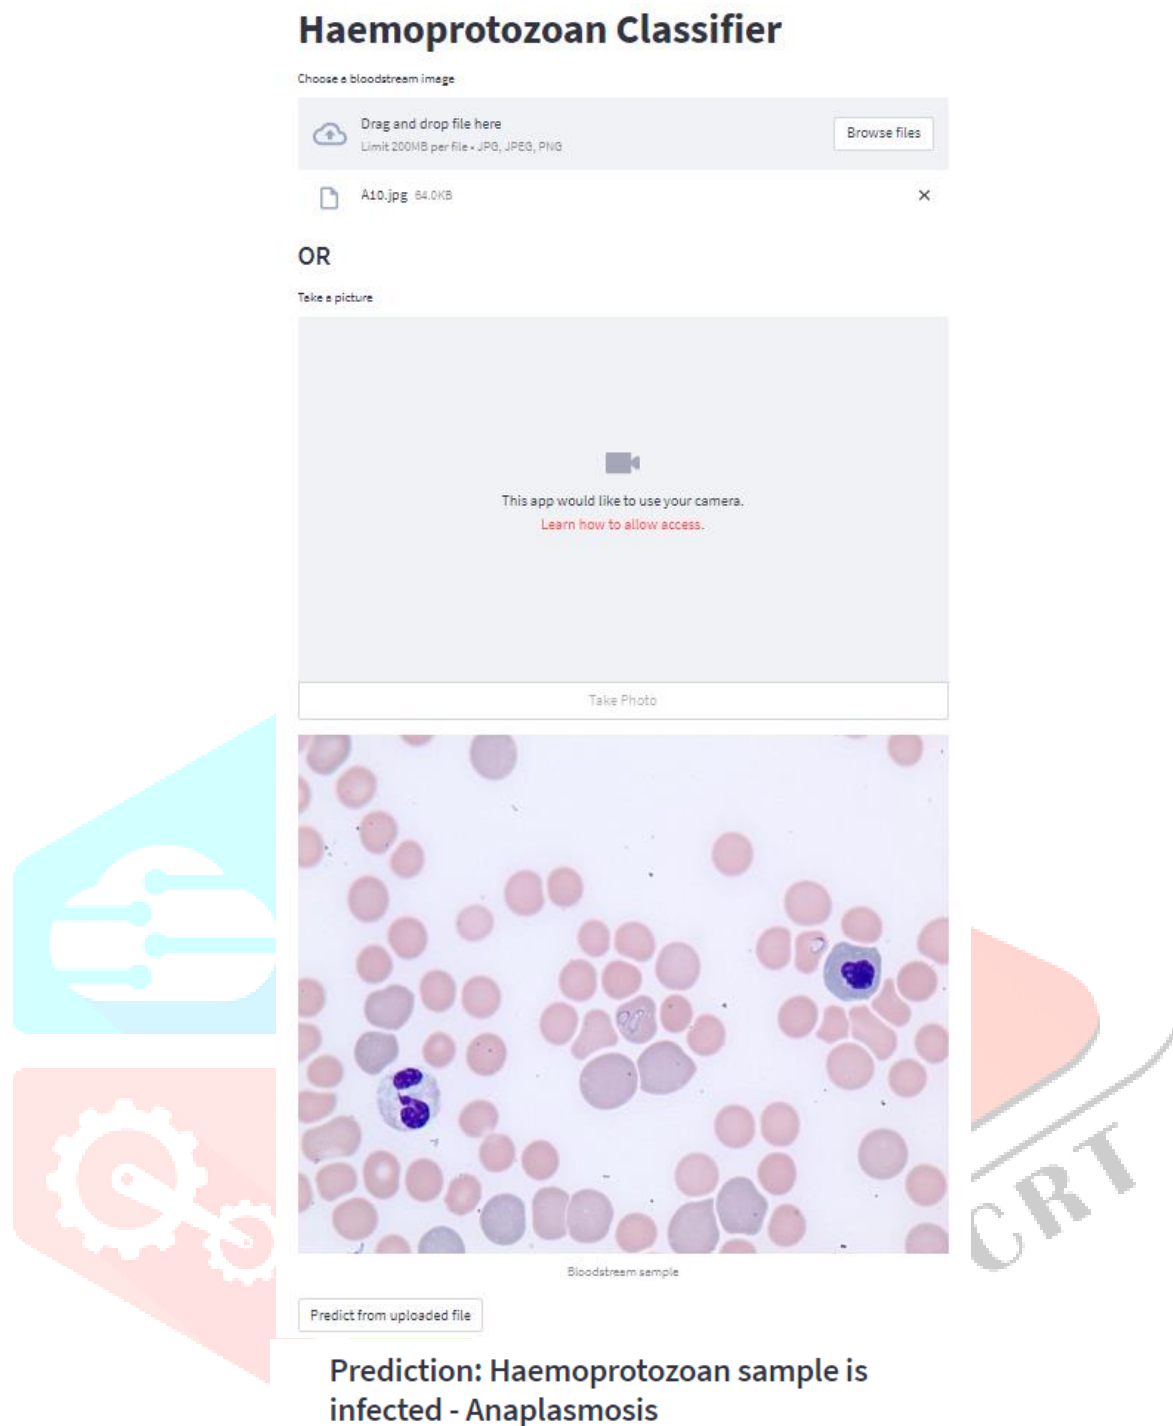 Haemoprotozoan Classifier
Choose a bloodstream image
Drag and drop file here
Limit 200MB per file • JPG, JPEG, PNG
Browse files
A10.jpg 64.0KB
OR
Take a picture
This app would like to use your camera.
Learn how to allow access.
Take Photo
CRT
Bloodstream sample
Predict from uploaded file
Prediction: Haemoprotozoan sample is
infected - Anaplasmosis